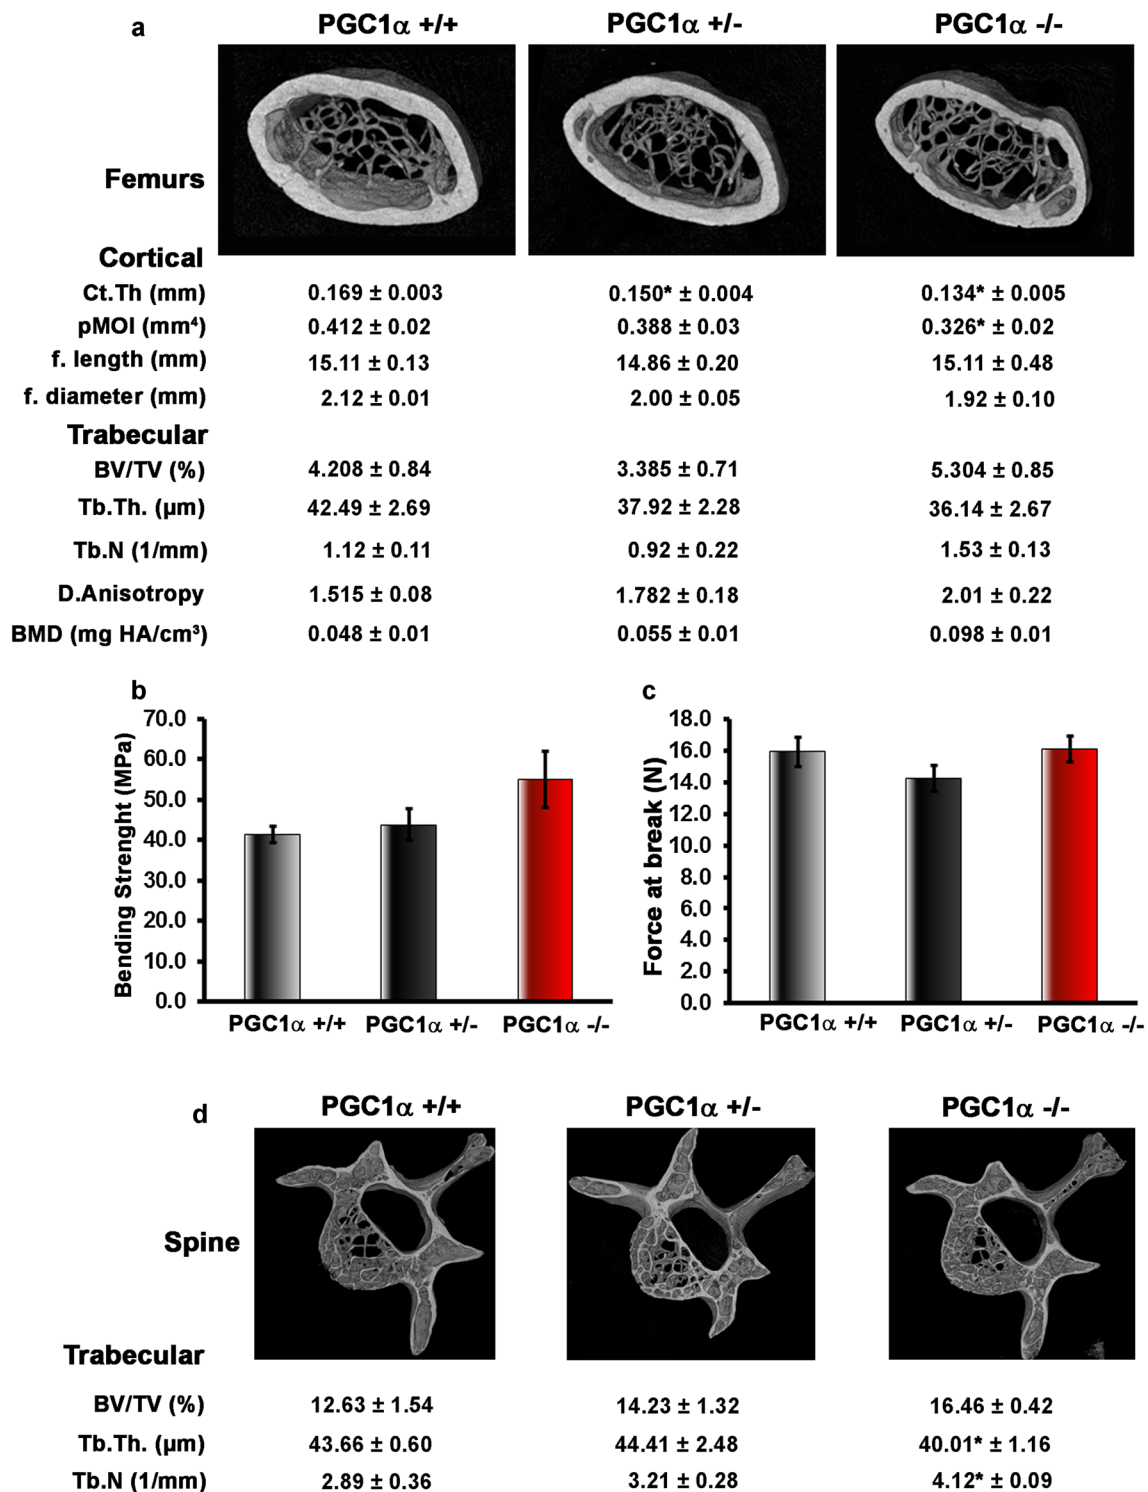 a
PGC1α +/+ PGC1α +/- PGC1α -/-
Femurs
Cortical
Ct.Th (mm) 0.169 ± 0.003 0.150* ± 0.004 0.134* ± 0.005
pMOI (mm⁴) 0.412 ± 0.02 0.388 ± 0.03 0.326* ± 0.02
f. length (mm) 15.11 ± 0.13 14.86 ± 0.20 15.11 ± 0.48
f. diameter (mm) 2.12 ± 0.01 2.00 ± 0.05 1.92 ± 0.10
Trabecular
BV/TV (%) 4.208 ± 0.84 3.385 ± 0.71 5.304 ± 0.85
Tb.Th. (µm) 42.49 ± 2.69 37.92 ± 2.28 36.14 ± 2.67
Tb.N (1/mm) 1.12 ± 0.11 0.92 ± 0.22 1.53 ± 0.13
D.Anisotropy 1.515 ± 0.08 1.782 ± 0.18 2.01 ± 0.22
BMD (mg HA/cm³) 0.048 ± 0.01 0.055 ± 0.01 0.098 ± 0.01
b
Bending Strenght (MPa)
70.0
60.0
50.0
40.0
30.0
20.0
10.0
0.0
PGC1α +/+ PGC1α +/- PGC1α -/-
c
Force at break (N)
18.0
16.0
14.0
12.0
10.0
8.0
6.0
4.0
2.0
0.0
PGC1α +/+ PGC1α +/- PGC1α -/-
d
PGC1α +/+ PGC1α +/- PGC1α -/-
Spine
Trabecular
BV/TV (%) 12.63 ± 1.54 14.23 ± 1.32 16.46 ± 0.42
Tb.Th. (µm) 43.66 ± 0.60 44.41 ± 2.48 40.01* ± 1.16
Tb.N (1/mm) 2.89 ± 0.36 3.21 ± 0.28 4.12* ± 0.09